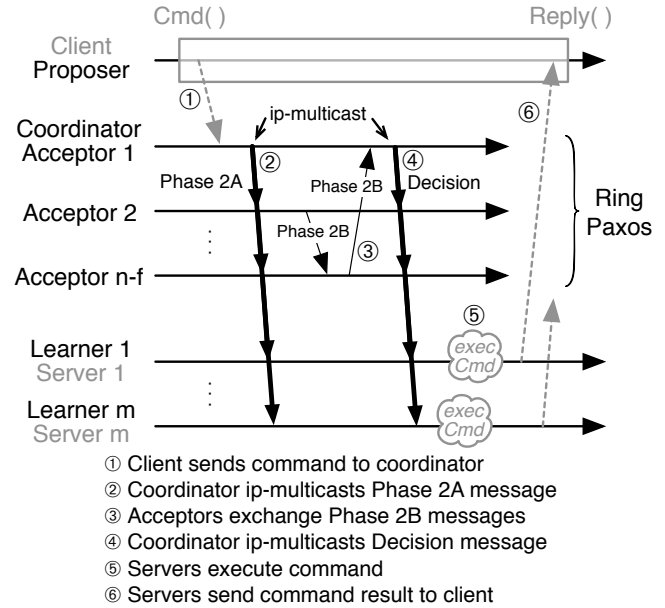 Cmd( )
Reply( )
Client
Proposer
①
⑥
ip-multicast
Coordinator
Acceptor 1
②
④
Phase 2A
Phase 2B
Decision
Acceptor 2
Phase 2B
③
⋮
Acceptor n-f
Ring
Paxos
⑤
Learner 1
Server 1
exec
Cmd
⋮
Learner m
Server m
exec
Cmd
① Client sends command to coordinator
② Coordinator ip-multicasts Phase 2A message
③ Acceptors exchange Phase 2B messages
④ Coordinator ip-multicasts Decision message
⑤ Servers execute command
⑥ Servers send command result to client